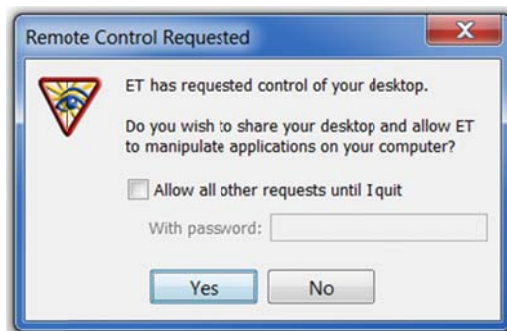 Remote Control Requested
ET has requested control of your desktop.
Do you wish to share your desktop and allow ET
to manipulate applications on your computer?
Allow all other requests until I quit
With password:
Yes No